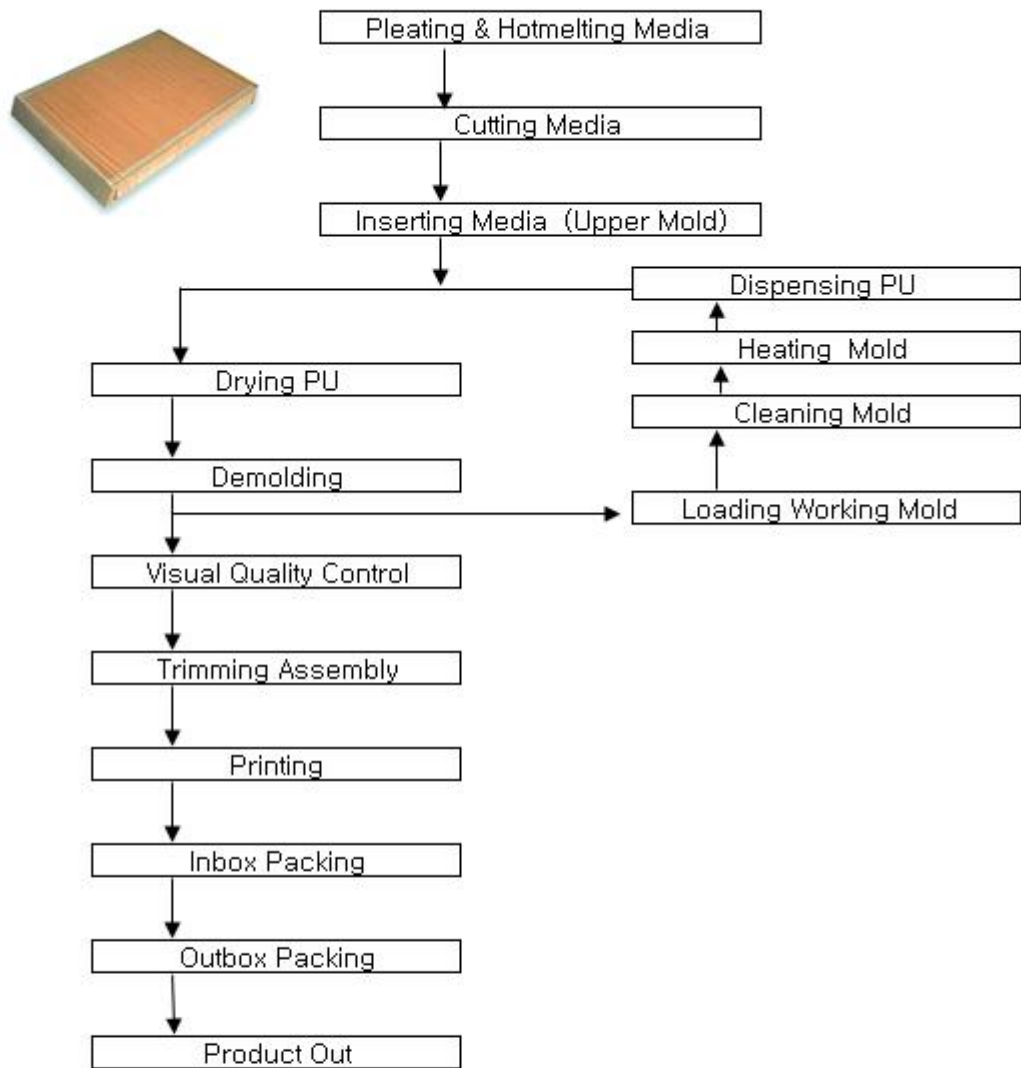 Pleating & Hotmelting Media
Cutting Media
Inserting Media (Upper Mold)
Dispensing PU
Heating Mold
Drying PU
Cleaning Mold
Demolding
Loading Working Mold
Visual Quality Control
Trimming Assembly
Printing
Inbox Packing
Outbox Packing
Product Out